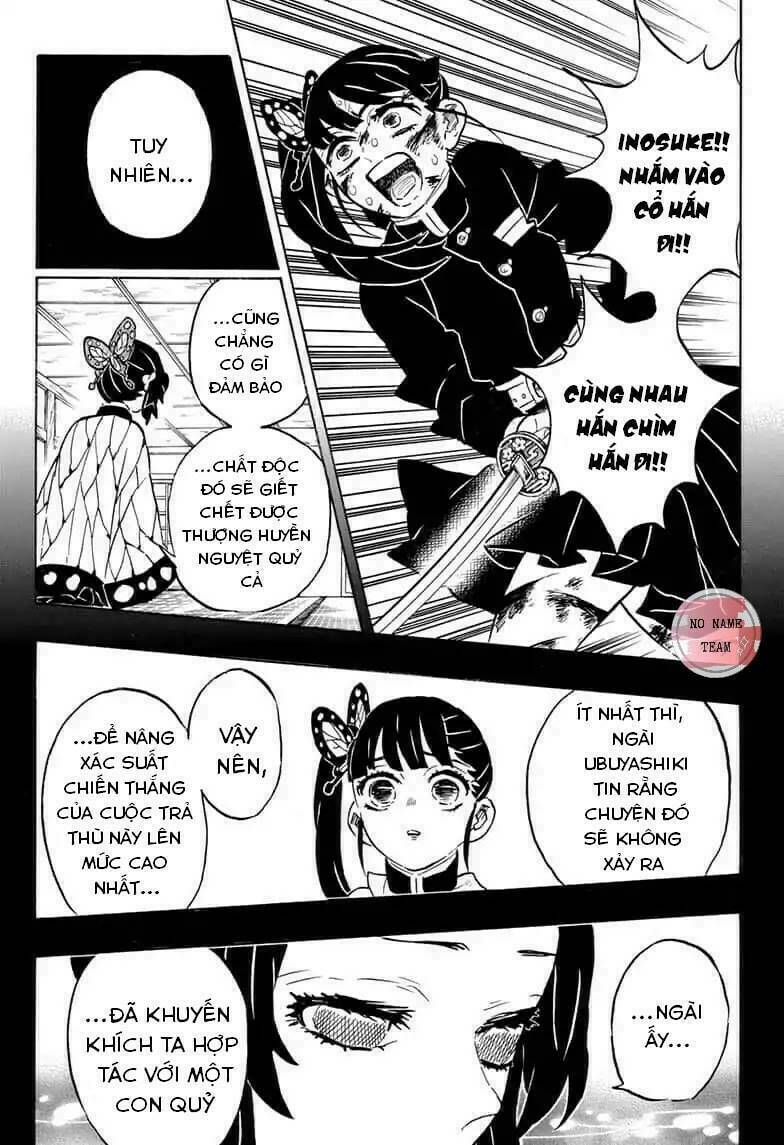 INOSUKE!!
NHẮM VÀO
CỔ HẮN
ĐI!!
CÙNG NHAU
HẮN CHÌM
HẮN ĐI!!
TUY
NHIÊN...
...CŨNG
CHẲNG
CÓ GÌ
ĐẢM BẢO
...CHẤT ĐỘC
ĐÓ SẼ GIẾT
CHẾT ĐƯỢC
THƯỢNG HUYỀN
NGUYỆT QUỶ
CẢ
NO NAME
TEAM
ÍT NHẤT THÌ,
NGÀI
UBUYASHIKI
TIN RẰNG
CHUYỆN ĐÓ
SẼ KHÔNG
XẢY RA
VẬY
NÊN,
...ĐỂ NÂNG
XÁC SUẤT
CHIẾN THẮNG
CỦA CUỘC TRẢ
THÙ NÀY LÊN
MỨC CAO
NHẤT...
...NGÀI
ẤY...
...ĐÃ KHUYẾN
KHÍCH TA HỢP
TÁC VỚI MỘT
CON QUỶ